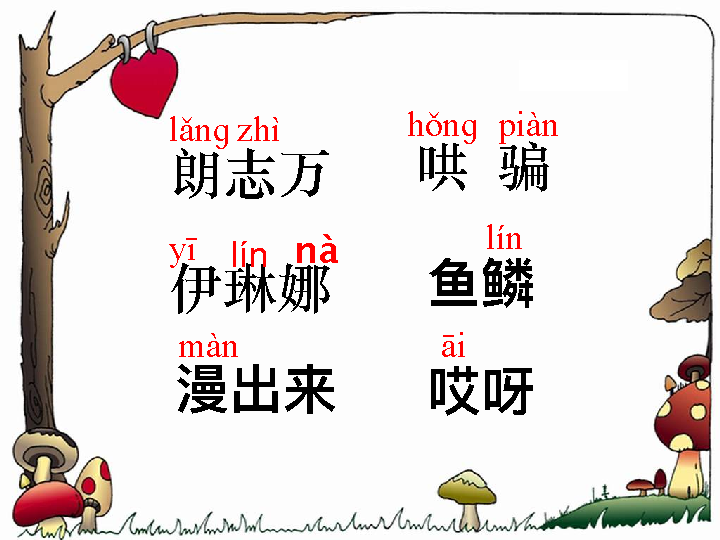 lǎng zhì
hǒng piàn
朗志万
哄 骗
yī lín nà
lín
伊琳娜
鱼鳞
màn
āi
漫出来
哎呀